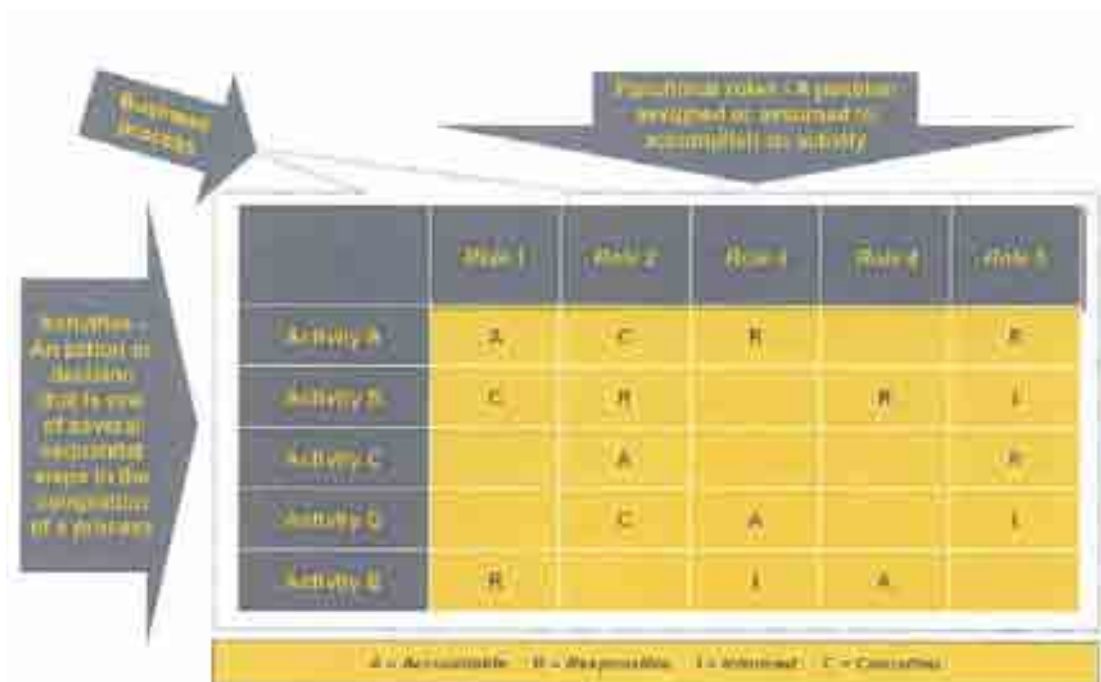 Business
process
Functional roles – A position
assigned or assumed to
accomplish an activity
Role 1 Role 2 Role 3 Role 4 Role 5
Activities –
An action or
decision
that is one
of several
sequential
steps in the
completion
of a process
Activity A A C R R
Activity B C R R I
Activity C A R
Activity D C A I
Activity E R I A
A = Accountable R = Responsible I = Informed C = Consulted